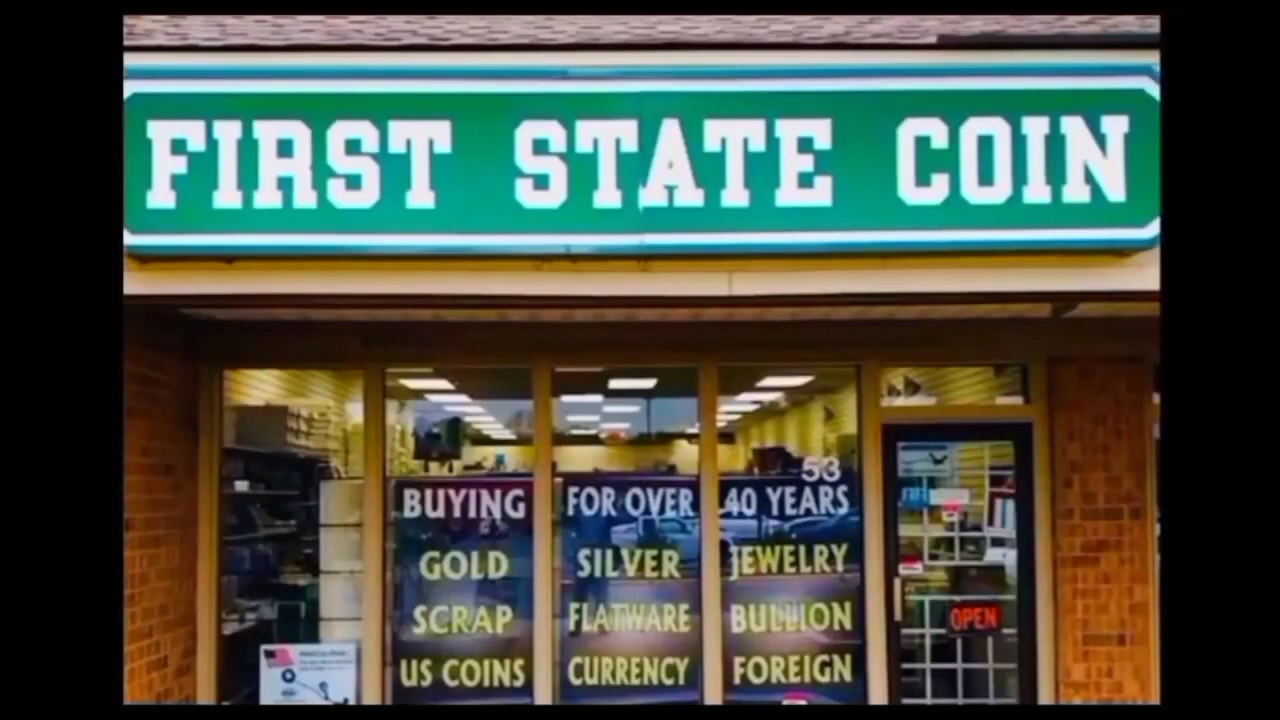 FIRST STATE COIN
53
BUYING FOR OVER 40 YEARS
GOLD SILVER JEWELRY
SCRAP FLATWARE BULLION
US COINS CURRENCY FOREIGN
OPEN